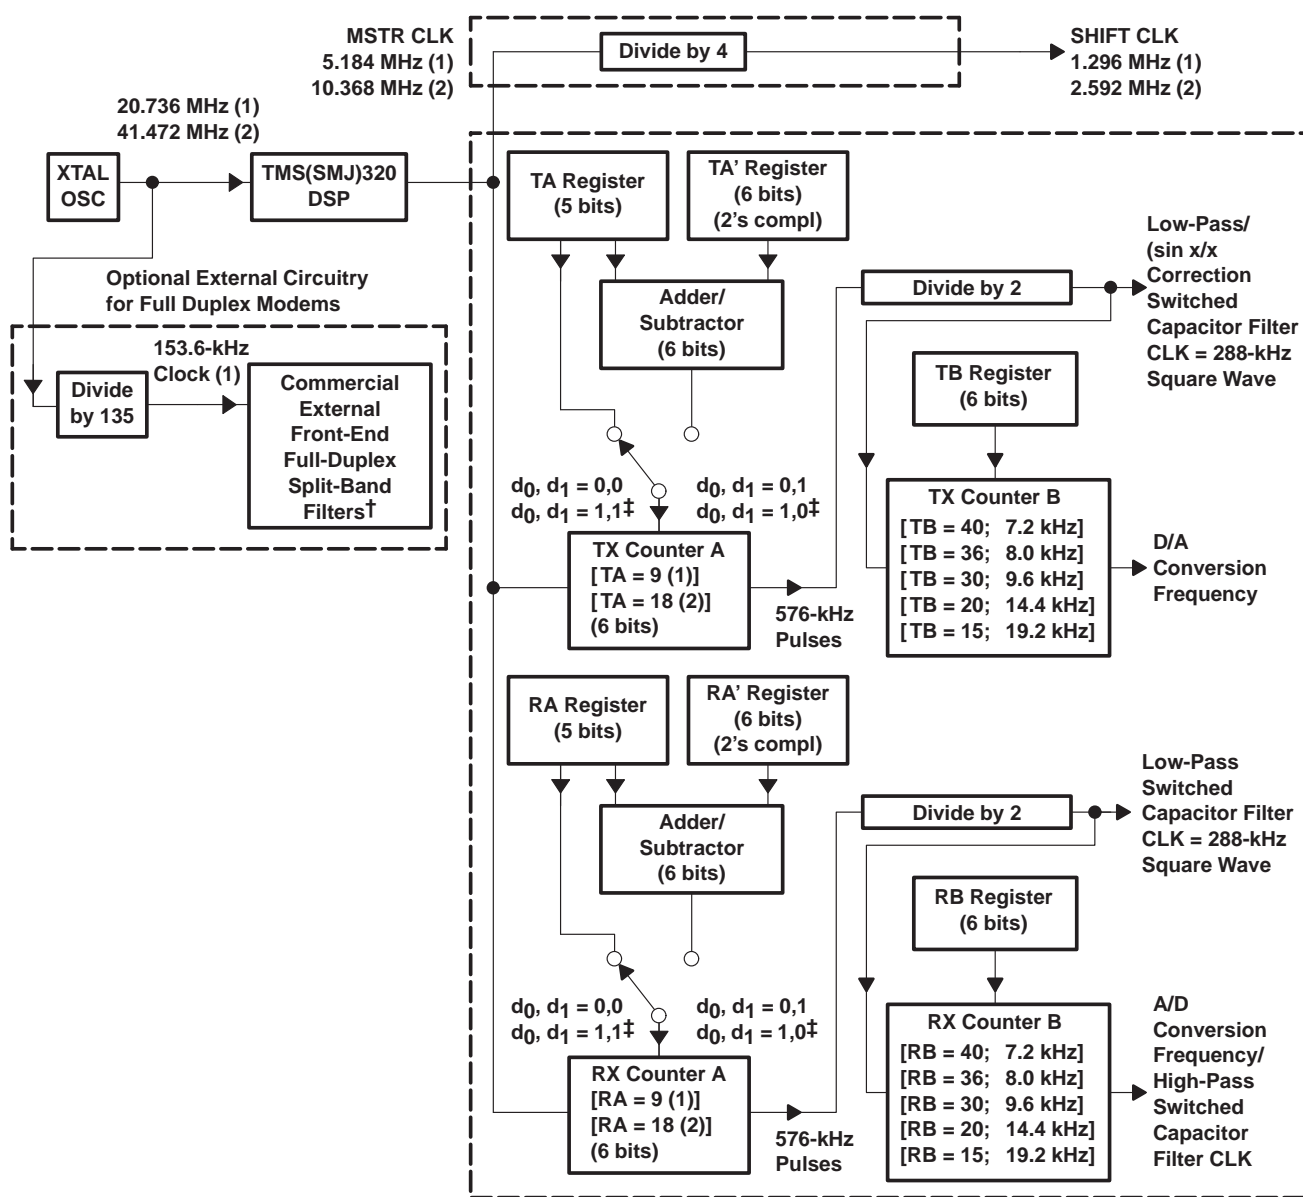 MSTR CLK
5.184 MHz (1)
10.368 MHz (2)
Divide by 4
SHIFT CLK
1.296 MHz (1)
2.592 MHz (2)
20.736 MHz (1)
41.472 MHz (2)
XTAL
OSC
TMS(SMJ)320
DSP
TA Register
(5 bits)
TA' Register
(6 bits)
(2's compl)
Adder/
Subtractor
(6 bits)
Divide by 2
Low-Pass/
(sin x/x
Correction
Switched
Capacitor Filter
CLK = 288-kHz
Square Wave
Optional External Circuitry
for Full Duplex Modems
153.6-kHz
Clock (1)
Divide
by 135
Commercial
External
Front-End
Full-Duplex
Split-Band
Filters†
TB Register
(6 bits)
d0, d1 = 0,0
d0, d1 = 1,1‡
d0, d1 = 0,1
d0, d1 = 1,0‡
TX Counter A
[TA = 9 (1)]
[TA = 18 (2)]
(6 bits)
576-kHz
Pulses
TX Counter B
[TB = 40; 7.2 kHz]
[TB = 36; 8.0 kHz]
[TB = 30; 9.6 kHz]
[TB = 20; 14.4 kHz]
[TB = 15; 19.2 kHz]
D/A
Conversion
Frequency
RA Register
(5 bits)
RA' Register
(6 bits)
(2's compl)
Adder/
Subtractor
(6 bits)
Divide by 2
Low-Pass
Switched
Capacitor Filter
CLK = 288-kHz
Square Wave
RB Register
(6 bits)
d0, d1 = 0,0
d0, d1 = 1,1‡
d0, d1 = 0,1
d0, d1 = 1,0‡
RX Counter A
[RA = 9 (1)]
[RA = 18 (2)]
(6 bits)
576-kHz
Pulses
RX Counter B
[RB = 40; 7.2 kHz]
[RB = 36; 8.0 kHz]
[RB = 30; 9.6 kHz]
[RB = 20; 14.4 kHz]
[RB = 15; 19.2 kHz]
A/D
Conversion
Frequency/
High-Pass
Switched
Capacitor
Filter CLK